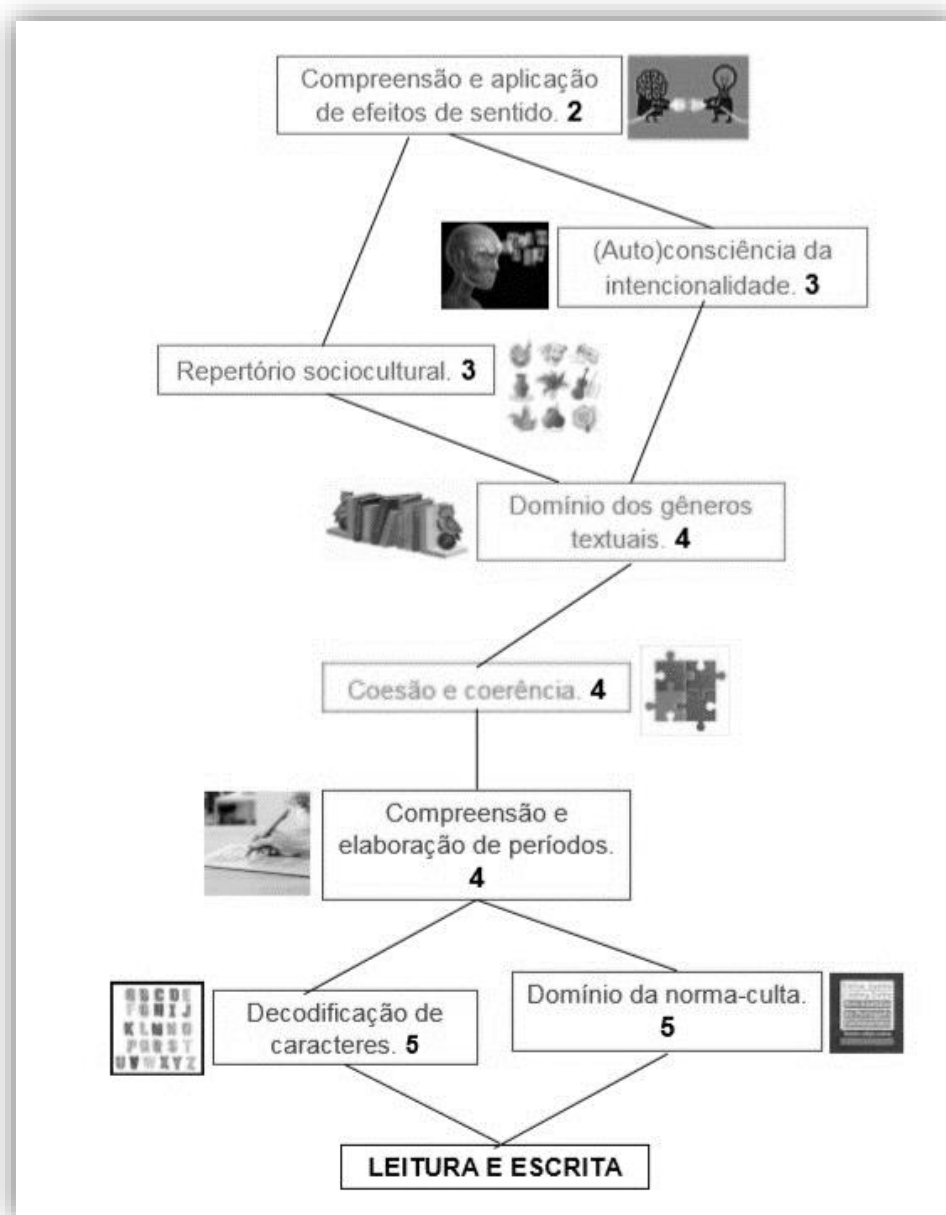 Compreensão e aplicação
de efeitos de sentido. 2
(Auto)consciência da
intencionalidade. 3
Repertório sociocultural. 3
Domínio dos gêneros
textuais. 4
Coesão e coerência. 4
Compreensão e
elaboração de períodos.
4
Decodificação de
caracteres. 5
Domínio da norma-culta.
5
LEITURA E ESCRITA